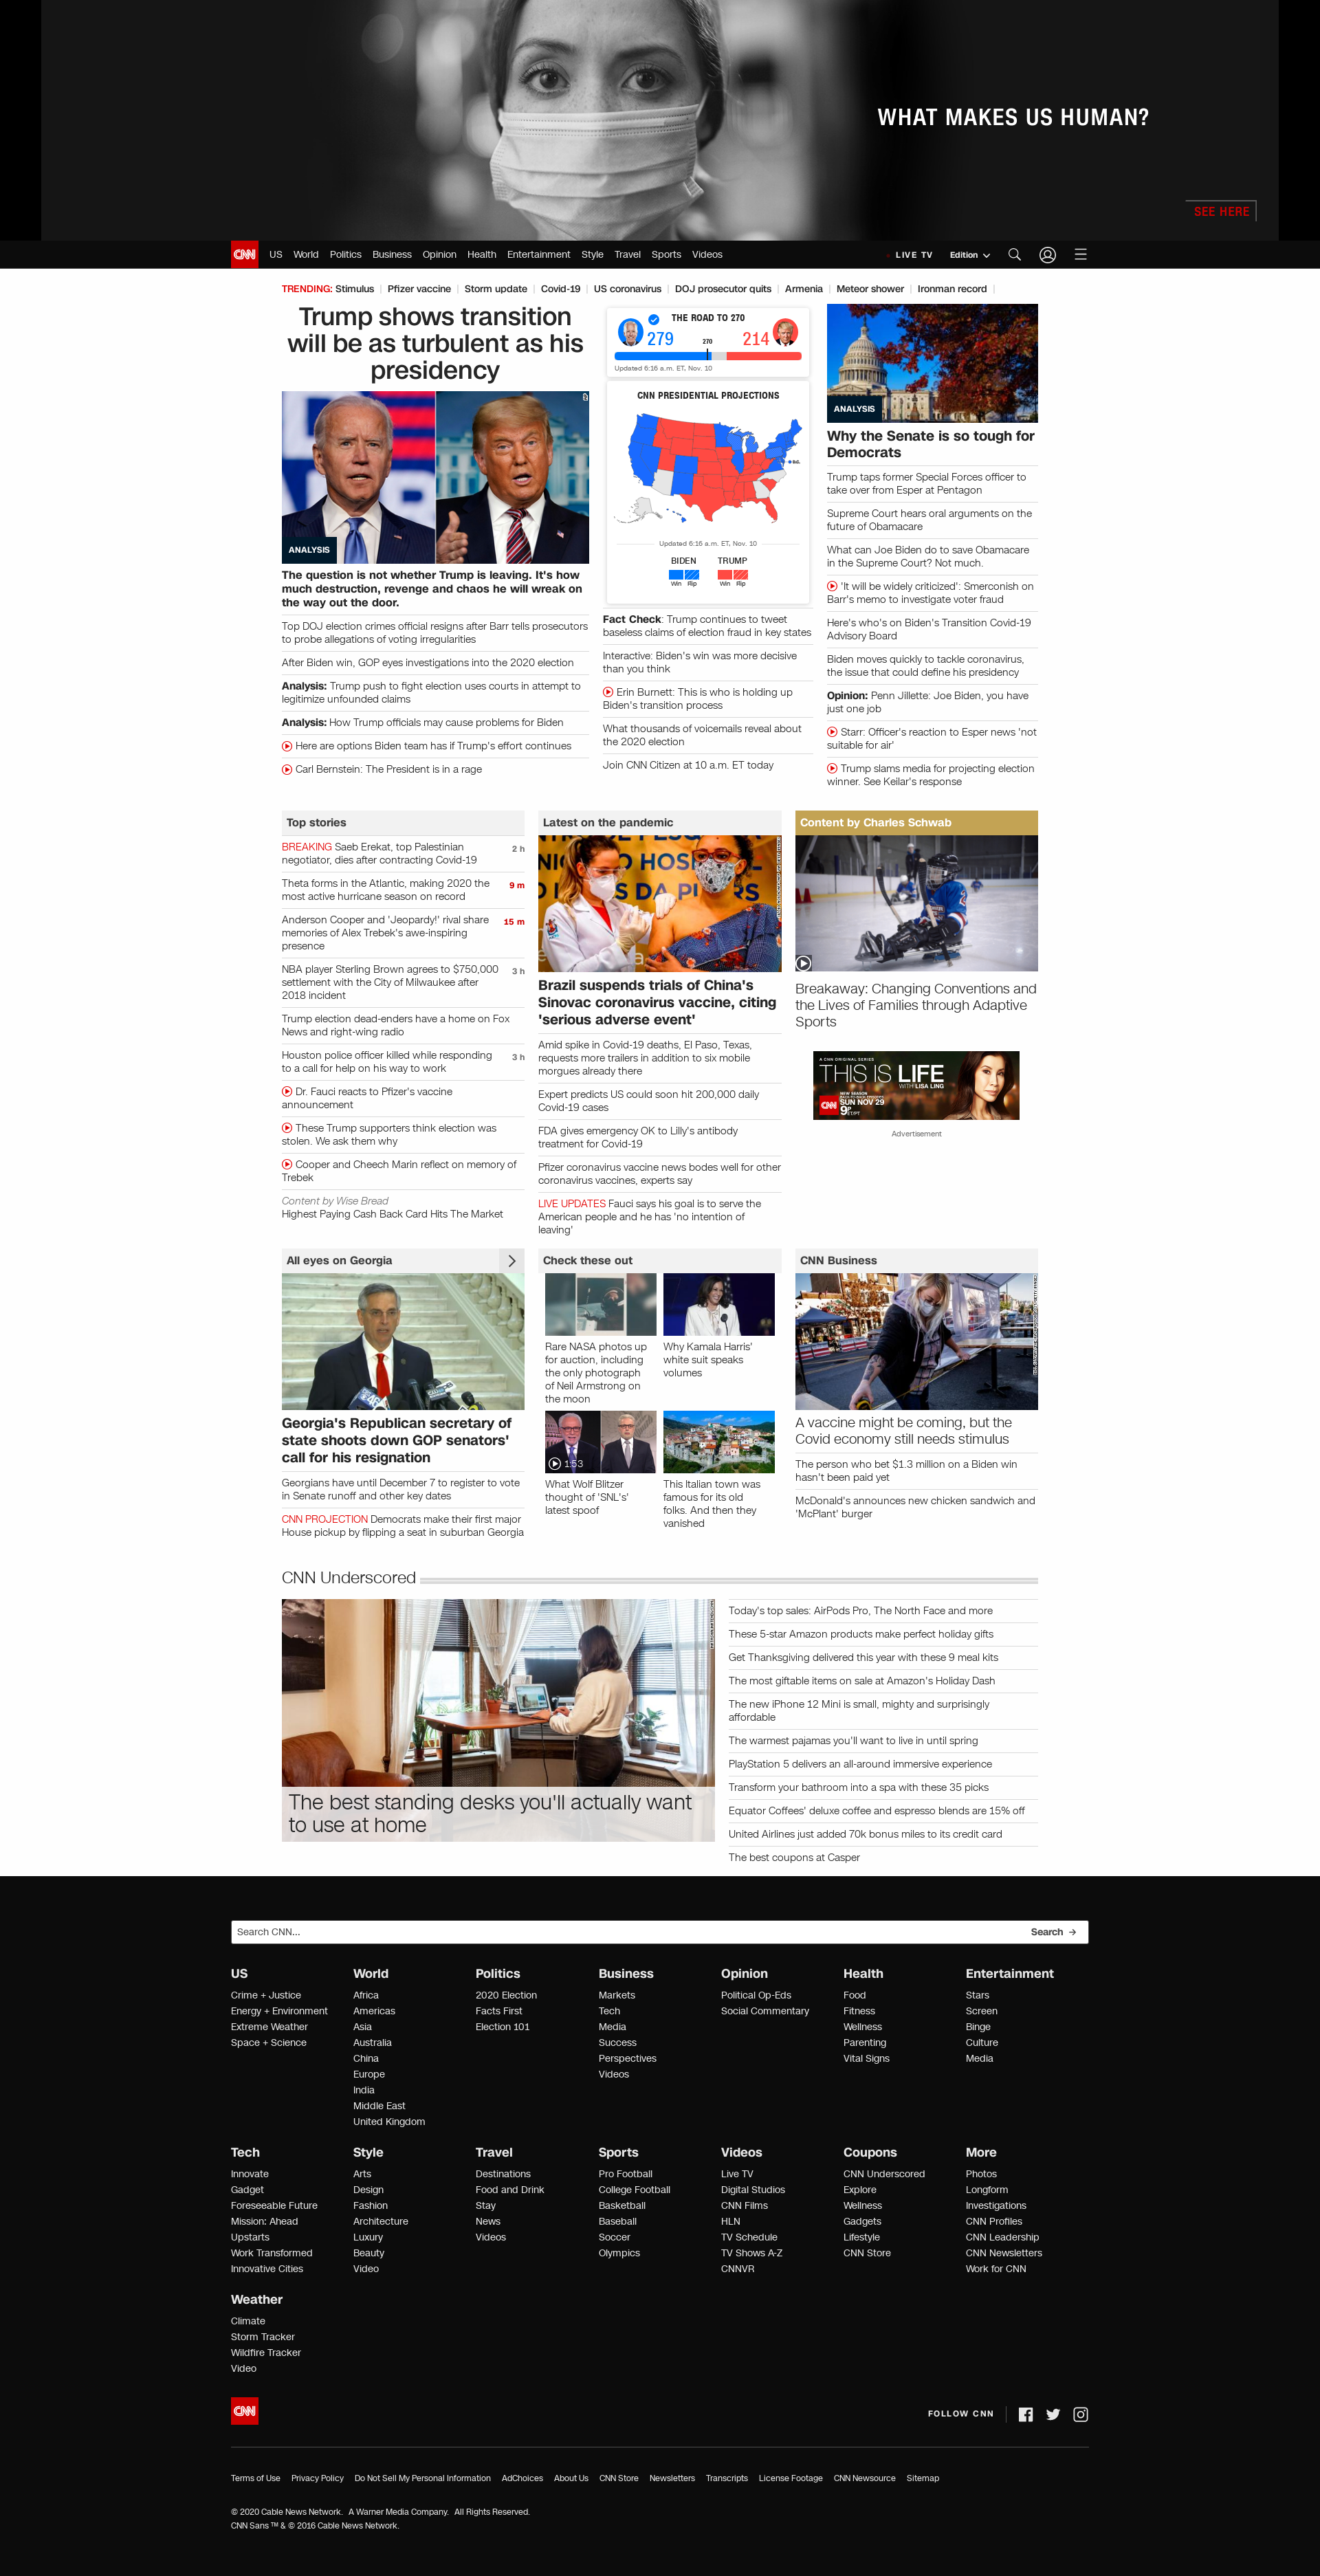 WHAT MAKES US HUMAN?
SEE HERE
CNN US World Politics Business Opinion Health Entertainment Style Travel Sports Videos LIVE TV Edition
TRENDING: Stimulus | Pfizer vaccine | Storm update | Covid-19 | US coronavirus | DOJ prosecutor quits | Armenia | Meteor shower | Ironman record |
Trump shows transition
will be as turbulent as his
presidency
ANALYSIS
The question is not whether Trump is leaving. It's how
much destruction, revenge and chaos he will wreak on
the way out the door.
Top DOJ election crimes official resigns after Barr tells prosecutors
to probe allegations of voting irregularities
After Biden win, GOP eyes investigations into the 2020 election
Analysis: Trump push to fight election uses courts in attempt to
legitimize unfounded claims
Analysis: How Trump officials may cause problems for Biden
Here are options Biden team has if Trump's effort continues
Carl Bernstein: The President is in a rage
THE ROAD TO 270
279
270
214
Updated 6:16 a.m. ET, Nov. 10
CNN PRESIDENTIAL PROJECTIONS
Updated 6:16 a.m. ET, Nov. 10
BIDEN TRUMP
Win Flip Win Flip
Fact Check: Trump continues to tweet
baseless claims of election fraud in key states
Interactive: Biden's win was more decisive
than you think
Erin Burnett: This is who is holding up
Biden's transition process
What thousands of voicemails reveal about
the 2020 election
Join CNN Citizen at 10 a.m. ET today
ANALYSIS
Why the Senate is so tough for
Democrats
Trump taps former Special Forces officer to
take over from Esper at Pentagon
Supreme Court hears oral arguments on the
future of Obamacare
What can Joe Biden do to save Obamacare
in the Supreme Court? Not much.
'It will be widely criticized': Smerconish on
Barr's memo to investigate voter fraud
Here's who's on Biden's Transition Covid-19
Advisory Board
Biden moves quickly to tackle coronavirus,
the issue that could define his presidency
Opinion: Penn Jillette: Joe Biden, you have
just one job
Starr: Officer's reaction to Esper news 'not
suitable for air'
Trump slams media for projecting election
winner. See Keilar's response
Top stories
BREAKING Saeb Erekat, top Palestinian
negotiator, dies after contracting Covid-19
2 h
Theta forms in the Atlantic, making 2020 the
most active hurricane season on record
9 m
Anderson Cooper and 'Jeopardy!' rival share
memories of Alex Trebek's awe-inspiring
presence
15 m
NBA player Sterling Brown agrees to $750,000
settlement with the City of Milwaukee after
2018 incident
3 h
Trump election dead-enders have a home on Fox
News and right-wing radio
Houston police officer killed while responding
to a call for help on his way to work
3 h
Dr. Fauci reacts to Pfizer's vaccine
announcement
These Trump supporters think election was
stolen. We ask them why
Cooper and Cheech Marin reflect on memory of
Trebek
Content by Wise Bread
Highest Paying Cash Back Card Hits The Market
Latest on the pandemic
Brazil suspends trials of China's
Sinovac coronavirus vaccine, citing
'serious adverse event'
Amid spike in Covid-19 deaths, El Paso, Texas,
requests more trailers in addition to six mobile
morgues already there
Expert predicts US could soon hit 200,000 daily
Covid-19 cases
FDA gives emergency OK to Lilly's antibody
treatment for Covid-19
Pfizer coronavirus vaccine news bodes well for other
coronavirus vaccines, experts say
LIVE UPDATES Fauci says his goal is to serve the
American people and he has 'no intention of
leaving'
Content by Charles Schwab
Breakaway: Changing Conventions and
the Lives of Families through Adaptive
Sports
A CNN ORIGINAL SERIES
THIS IS LIFE
WITH LISA LING
CNN
NEW SEASON
SUN NOV 29
9P ET/PT
Advertisement
All eyes on Georgia
Georgia's Republican secretary of
state shoots down GOP senators'
call for his resignation
Georgians have until December 7 to register to vote
in Senate runoff and other key dates
CNN PROJECTION Democrats make their first major
House pickup by flipping a seat in suburban Georgia
Check these out
Rare NASA photos up
for auction, including
the only photograph
of Neil Armstrong on
the moon
Why Kamala Harris'
white suit speaks
volumes
1:53
What Wolf Blitzer
thought of 'SNL's'
latest spoof
This Italian town was
famous for its old
folks. And then they
vanished
CNN Business
A vaccine might be coming, but the
Covid economy still needs stimulus
The person who bet $1.3 million on a Biden win
hasn't been paid yet
McDonald's announces new chicken sandwich and
'McPlant' burger
CNN Underscored
The best standing desks you'll actually want
to use at home
Today's top sales: AirPods Pro, The North Face and more
These 5-star Amazon products make perfect holiday gifts
Get Thanksgiving delivered this year with these 9 meal kits
The most giftable items on sale at Amazon's Holiday Dash
The new iPhone 12 Mini is small, mighty and surprisingly
affordable
The warmest pajamas you'll want to live in until spring
PlayStation 5 delivers an all-around immersive experience
Transform your bathroom into a spa with these 35 picks
Equator Coffees' deluxe coffee and espresso blends are 15% off
United Airlines just added 70k bonus miles to its credit card
The best coupons at Casper
Search CNN... Search →
US
Crime + Justice
Energy + Environment
Extreme Weather
Space + Science
World
Africa
Americas
Asia
Australia
China
Europe
India
Middle East
United Kingdom
Politics
2020 Election
Facts First
Election 101
Business
Markets
Tech
Media
Success
Perspectives
Videos
Opinion
Political Op-Eds
Social Commentary
Health
Food
Fitness
Wellness
Parenting
Vital Signs
Entertainment
Stars
Screen
Binge
Culture
Media
Tech
Innovate
Gadget
Foreseeable Future
Mission: Ahead
Upstarts
Work Transformed
Innovative Cities
Style
Arts
Design
Fashion
Architecture
Luxury
Beauty
Video
Travel
Destinations
Food and Drink
Stay
News
Videos
Sports
Pro Football
College Football
Basketball
Baseball
Soccer
Olympics
Videos
Live TV
Digital Studios
CNN Films
HLN
TV Schedule
TV Shows A-Z
CNNVR
Coupons
CNN Underscored
Explore
Wellness
Gadgets
Lifestyle
CNN Store
More
Photos
Longform
Investigations
CNN Profiles
CNN Leadership
CNN Newsletters
Work for CNN
Weather
Climate
Storm Tracker
Wildfire Tracker
Video
CNN
FOLLOW CNN
Terms of Use Privacy Policy Do Not Sell My Personal Information AdChoices About Us CNN Store Newsletters Transcripts License Footage CNN Newsource Sitemap
© 2020 Cable News Network. A Warner Media Company. All Rights Reserved.
CNN Sans ™ & © 2016 Cable News Network.